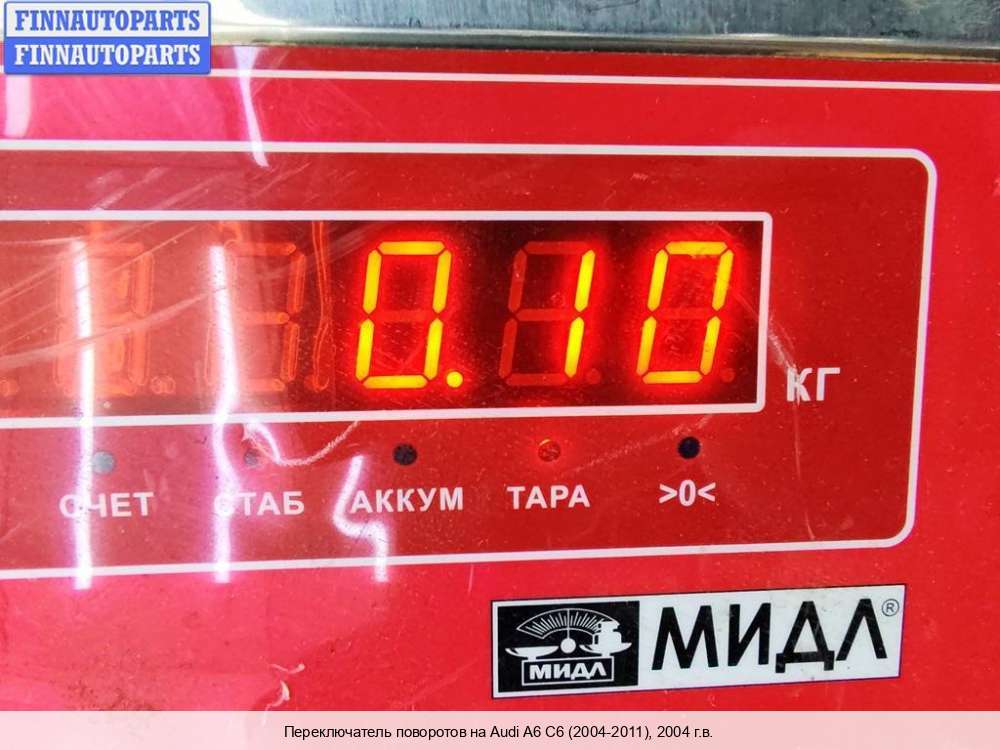 FINNAUTOPARTS
FINNAUTOPARTS
0.10
КГ
СЧЕТ СТАБ АККУМ ТАРА >0<
МИДЛ МИДЛ®
Переключатель поворотов на Audi A6 C6 (2004-2011), 2004 г.в.